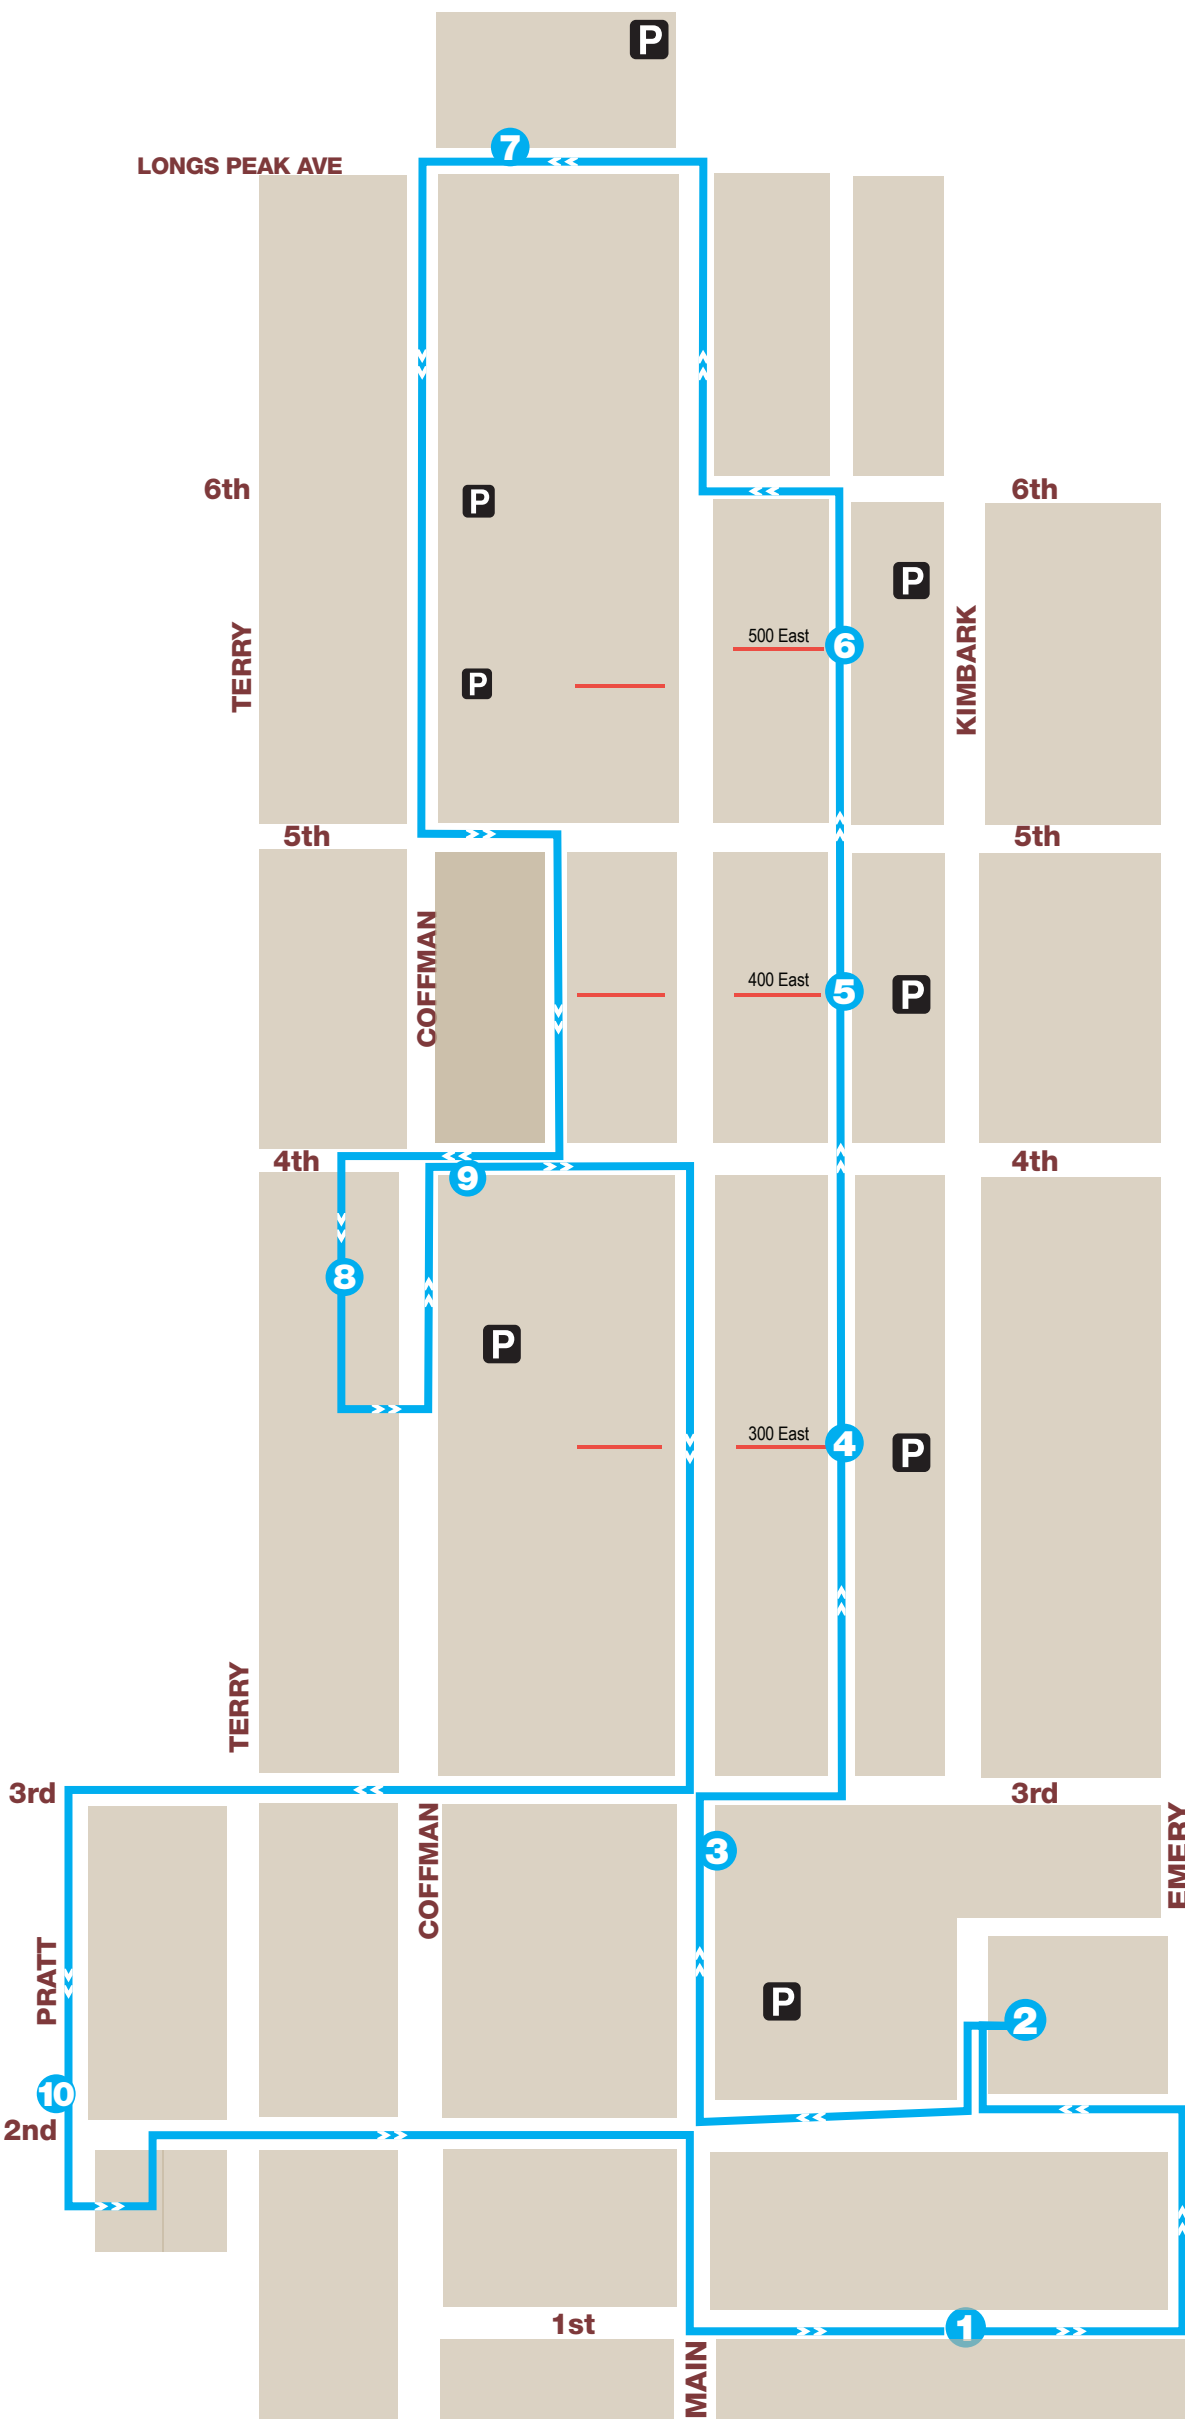 P
7
LONGS PEAK AVE
6th
P
6th
P
500 East
6
TERRY
KIMBARK
P
5th
5th
COFFMAN
400 East
5
P
4th
9
4th
8
P
300 East
4
P
TERRY
3rd
3rd
COFFMAN
3
EMERY
PRATT
P
2
10
2nd
1st
1
MAIN